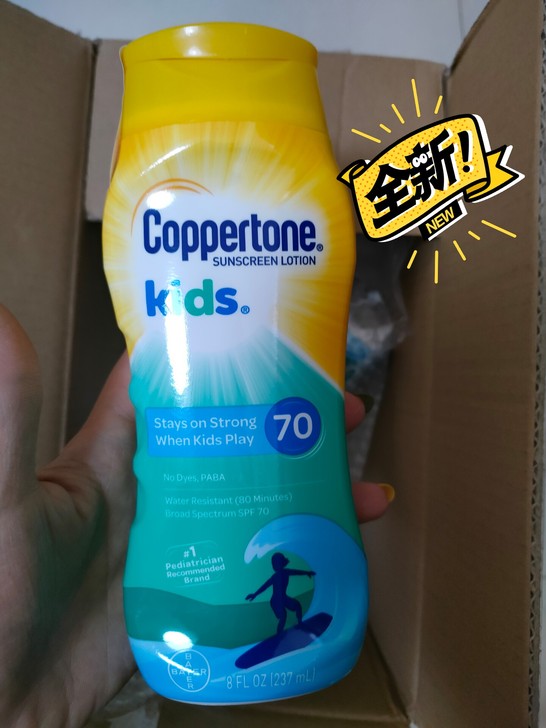 Coppertone®
SUNSCREEN LOTION
kids®
Stays on Strong
When Kids Play
70
No Dyes, PABA
Water Resistant (80 Minutes)
Broad Spectrum SPF 70
#1
Pediatrician
Recommended
Brand
BAYER
BAYER
8 FL OZ (237 mL)
全新!
NEW